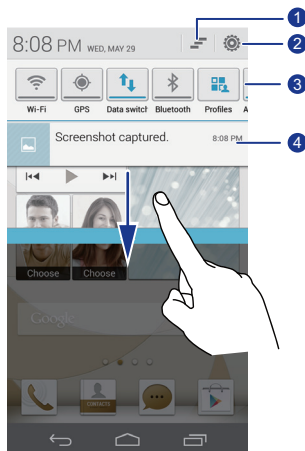 1
8:08 PM WED, MAY 29
2
3
Wi-Fi GPS Data switch Bluetooth Profiles A
Screenshot captured. 8:08 PM 4
Choose Choose
Google
CONTACTS